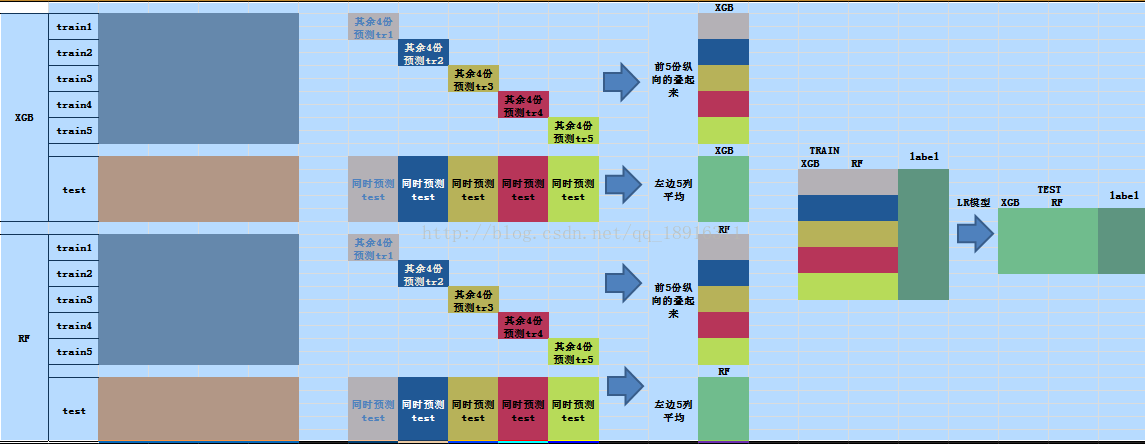 XGB
train1
其余4份
预测tr1
train2
其余4份
预测tr2
train3
其余4份
预测tr3
前5份纵
向的叠起
来
train4
其余4份
预测tr4
XGB
train5
其余4份
预测tr5
XGB
test
同时预测
test
同时预测
test
同时预测
test
同时预测
test
同时预测
test
左边5列
平均
TRAIN
XGB RF
label
LR模型
TEST
XGB RF
label
http://blog.csdn.net/qq_1891
RF
train1
其余4份
预测tr1
train2
其余4份
预测tr2
train3
其余4份
预测tr3
前5份纵
向的叠起
来
train4
其余4份
预测tr4
RF
train5
其余4份
预测tr5
RF
test
同时预测
test
同时预测
test
同时预测
test
同时预测
test
同时预测
test
左边5列
平均